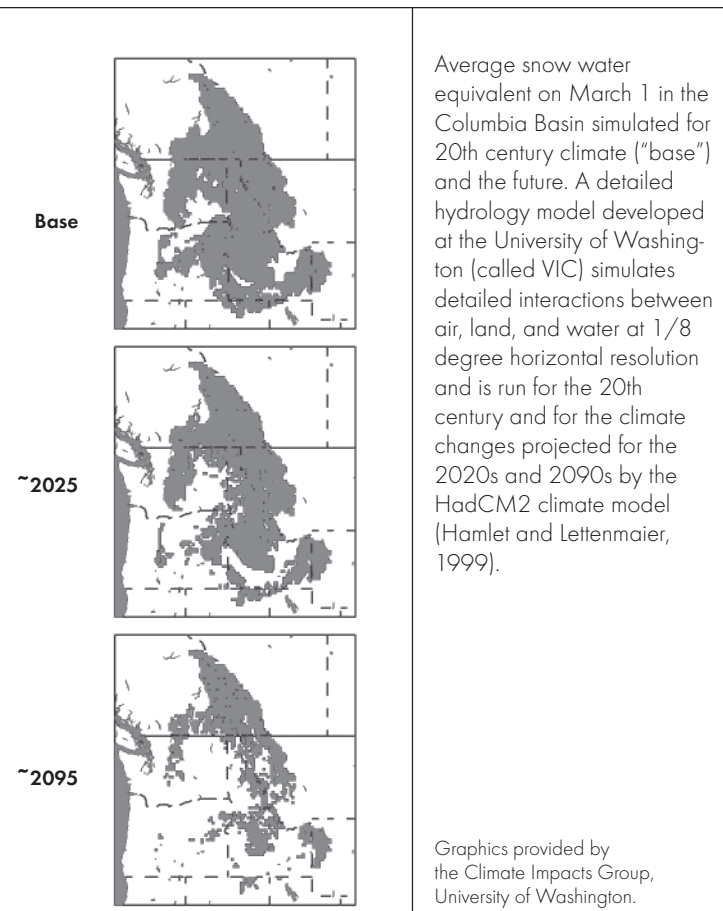 Base
~2025
~2095
Average snow water
equivalent on March 1 in the
Columbia Basin simulated for
20th century climate (“base”)
and the future. A detailed
hydrology model developed
at the University of Washing-
ton (called VIC) simulates
detailed interactions between
air, land, and water at 1/8
degree horizontal resolution
and is run for the 20th
century and for the climate
changes projected for the
2020s and 2090s by the
HadCM2 climate model
(Hamlet and Lettenmaier,
1999).
Graphics provided by
the Climate Impacts Group,
University of Washington.